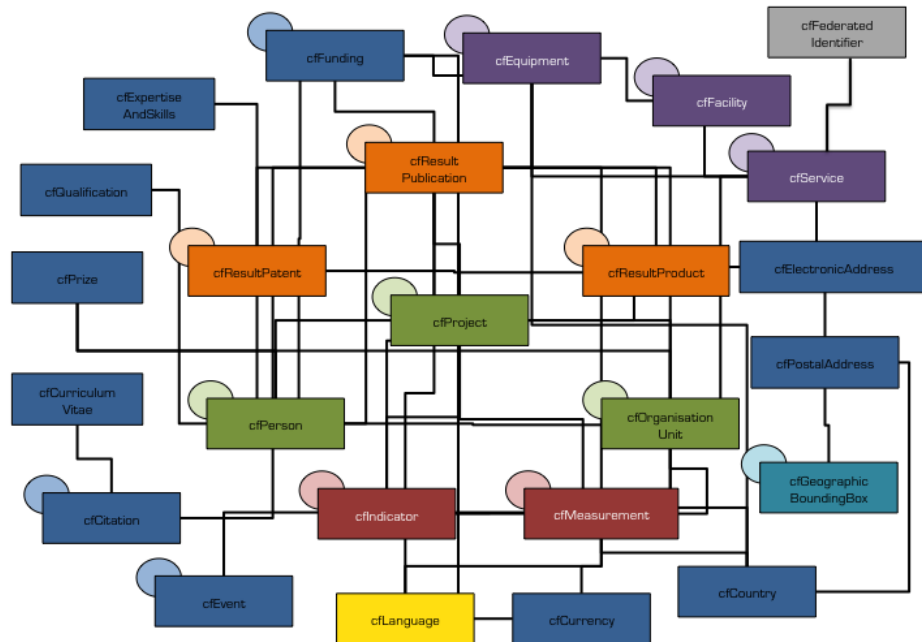 cfFunding
cfEquipment
cfFederated
Identifier
cfExpertise
AndSkills
cfFacility
cfResult
Publication
cfService
cfQualification
cfResultPatent
cfResultProduct
cfElectronicAddress
cfPrize
cfProject
cfPostalAddress
cfCurriculum
Vitae
cfPerson
cfOrganisation
Unit
cfGeographic
BoundingBox
cfCitation
cfIndicator
cfMeasurement
cfEvent
cfCountry
cfLanguage
cfCurrency